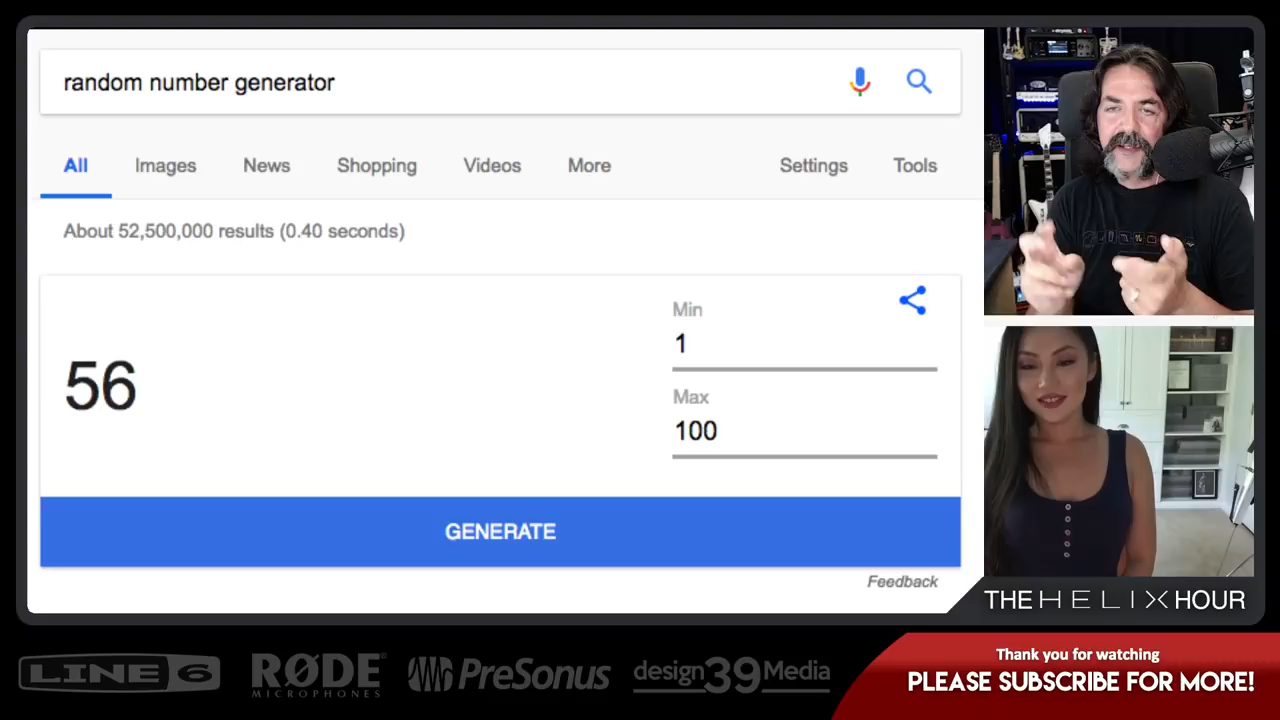 random number generator
All Images News Shopping Videos More Settings Tools
About 52,500,000 results (0.40 seconds)
Min
1
56
Max
100
GENERATE
Feedback
THE HELIX HOUR
LINE 6
RØDE
MICROPHONES
PreSonus
design39Media
Thank you for watching
PLEASE SUBSCRIBE FOR MORE!